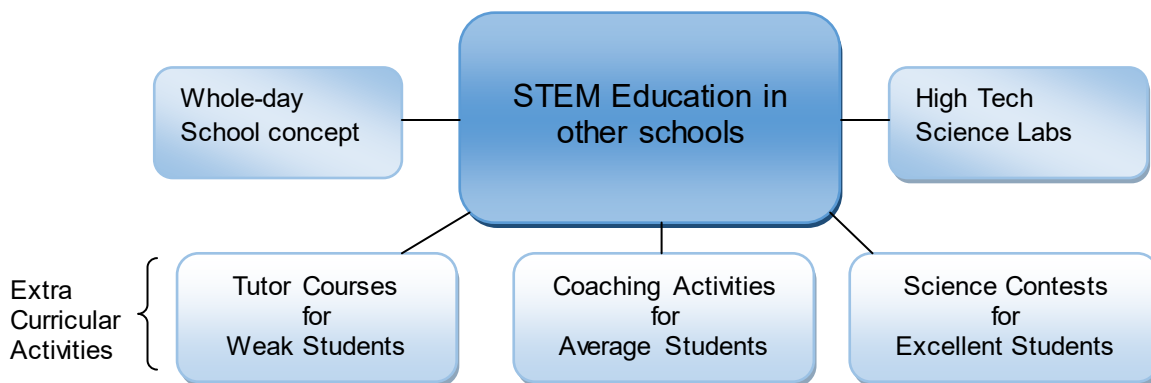 STEM Education in
other schools
Whole-day
School concept
High Tech
Science Labs
Extra
Curricular
Activities
Tutor Courses
for
Weak Students
Coaching Activities
for
Average Students
Science Contests
for
Excellent Students